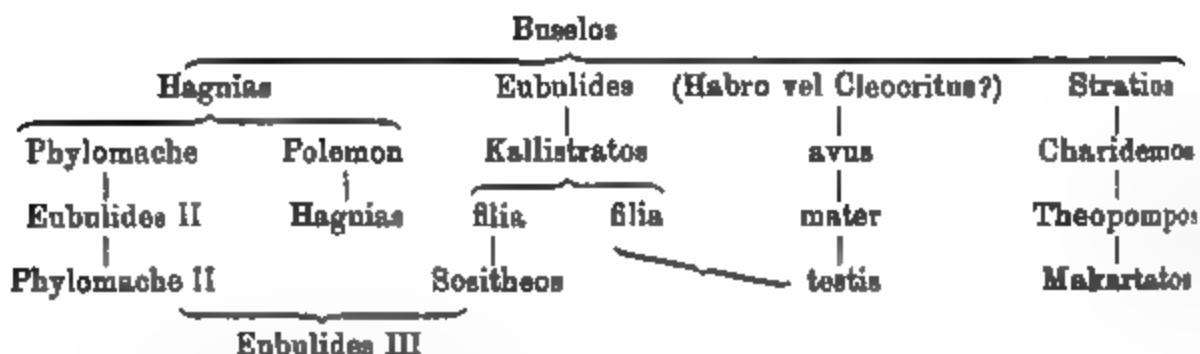 Buselos
Hagnias Eubulides (Habro vel Cleocritus?) Stratios
Phylomache Polemon Kallistratos avus Charidemos
Eubulides II Hagnias filia filia mater Theopompos
Phylomache II Sositheos testis Makartatos
Eubulides III